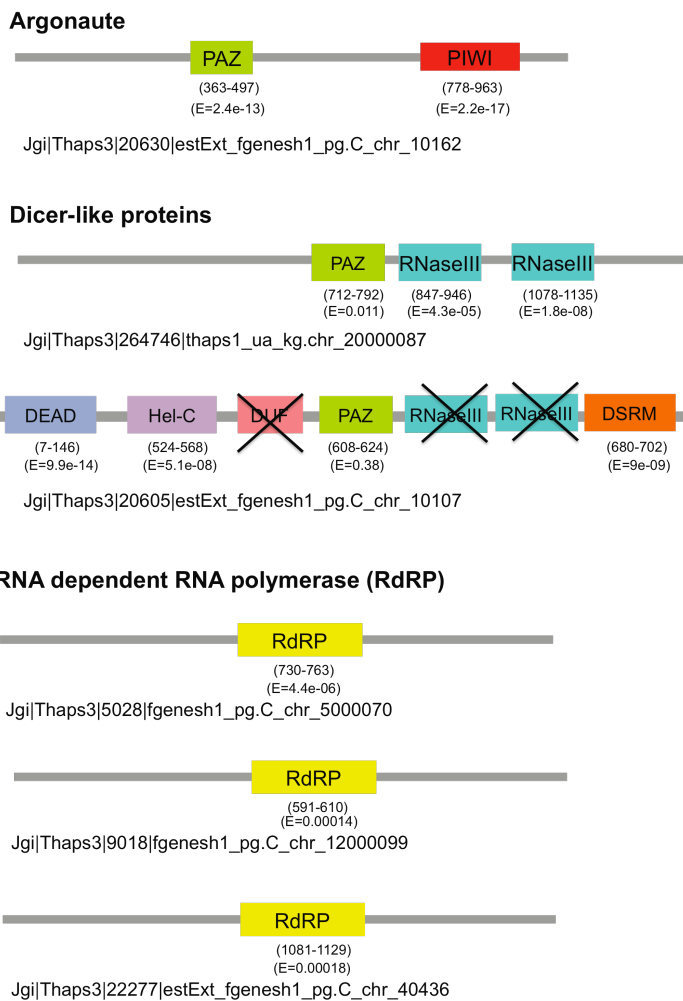 Argonaute
PAZ PIWI
(363-497) (778-963)
(E=2.4e-13) (E=2.2e-17)
Jgi|Thaps3|20630|estExt_fgenesh1_pg.C_chr_10162
Dicer-like proteins
PAZ RNaseIII RNaseIII
(712-792) (847-946) (1078-1135)
(E=0.011) (E=4.3e-05) (E=1.8e-08)
Jgi|Thaps3|264746|thaps1_ua_kg.chr_20000087
DEAD Hel-C DUF PAZ RNaseIII RNaseIII DSRM
(7-146) (524-568) (608-624) (680-702)
(E=9.9e-14) (E=5.1e-08) (E=0.38) (E=9e-09)
Jgi|Thaps3|20605|estExt_fgenesh1_pg.C_chr_10107
RNA dependent RNA polymerase (RdRP)
RdRP
(730-763)
(E=4.4e-06)
Jgi|Thaps3|5028|fgenesh1_pg.C_chr_5000070
RdRP
(591-610)
(E=0.00014)
Jgi|Thaps3|9018|fgenesh1_pg.C_chr_12000099
RdRP
(1081-1129)
(E=0.00018)
Jgi|Thaps3|22277|estExt_fgenesh1_pg.C_chr_40436